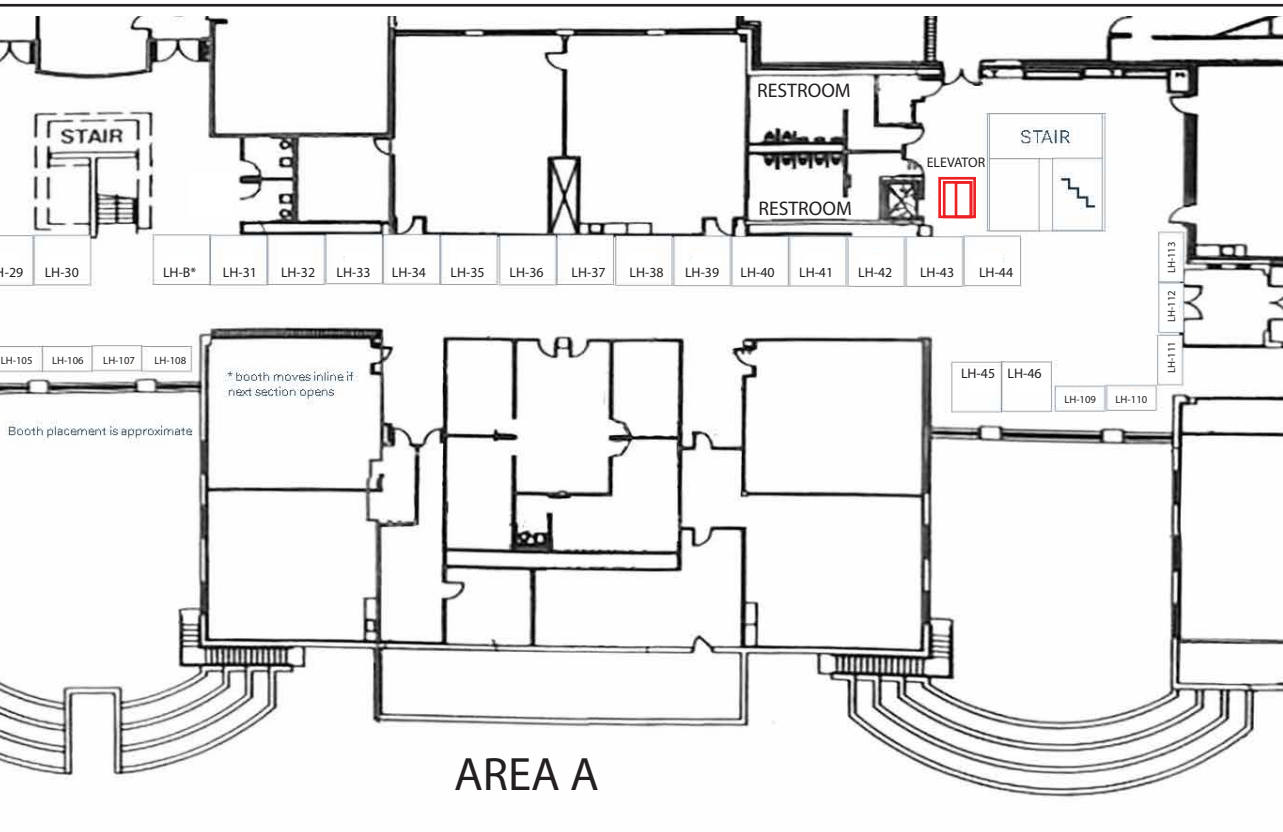 RESTROOM
STAIR
STAIR
ELEVATOR
RESTROOM
LH-113
H-29
LH-30
LH-B*
LH-31
LH-32
LH-33
LH-34
LH-35
LH-36
LH-37
LH-38
LH-39
LH-40
LH-41
LH-42
LH-43
LH-44
LH-112
LH-111
LH-105
LH-106
LH-107
LH-108
* booth moves inline if
next section opens
LH-45
LH-46
LH-109
LH-110
Booth placement is approximate
AREA A